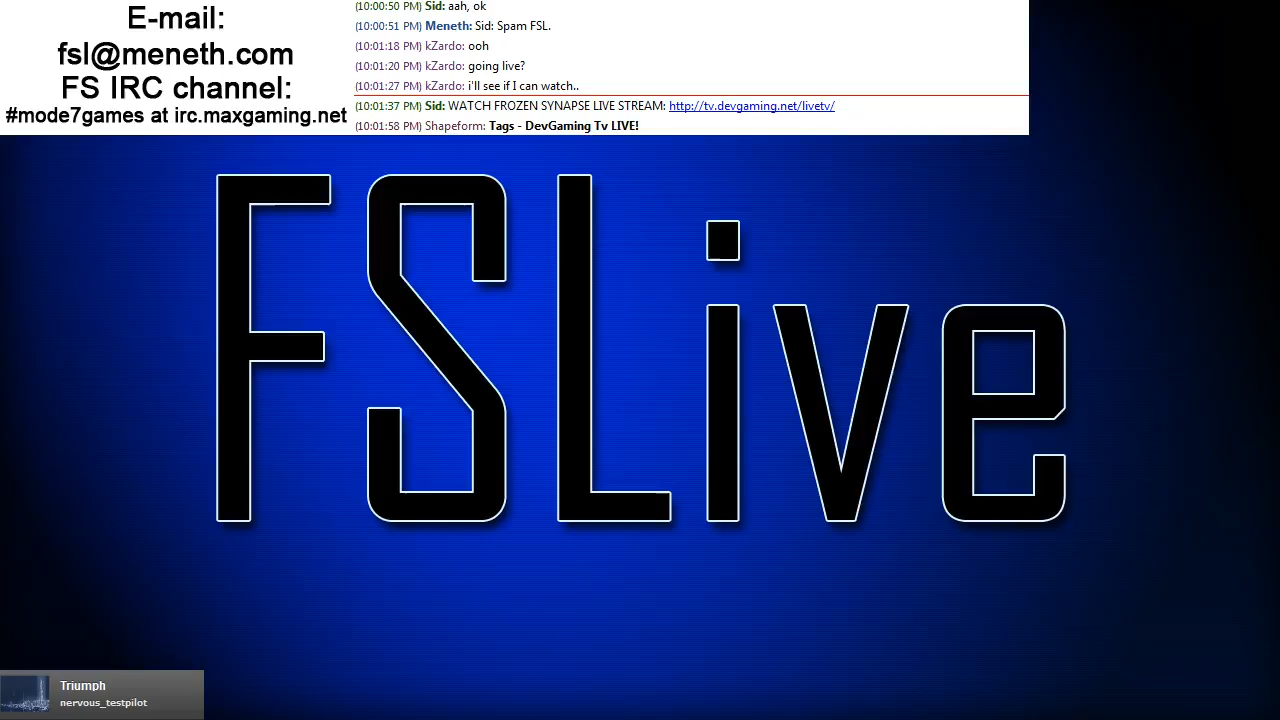 E-mail:
fsl@meneth.com
FS IRC channel:
#mode7games at irc.maxgaming.net
(10:00:50 PM) Sid: aah, ok
(10:00:51 PM) Meneth: Sid: Spam FSL.
(10:01:18 PM) kZardo: ooh
(10:01:20 PM) kZardo: going live?
(10:01:27 PM) kZardo: i'll see if I can watch..
(10:01:37 PM) Sid: WATCH FROZEN SYNAPSE LIVE STREAM: http://tv.devgaming.net/livetv/
(10:01:58 PM) Shapeform: Tags - DevGaming Tv LIVE!
FSLive
Triumph
nervous_testpilot